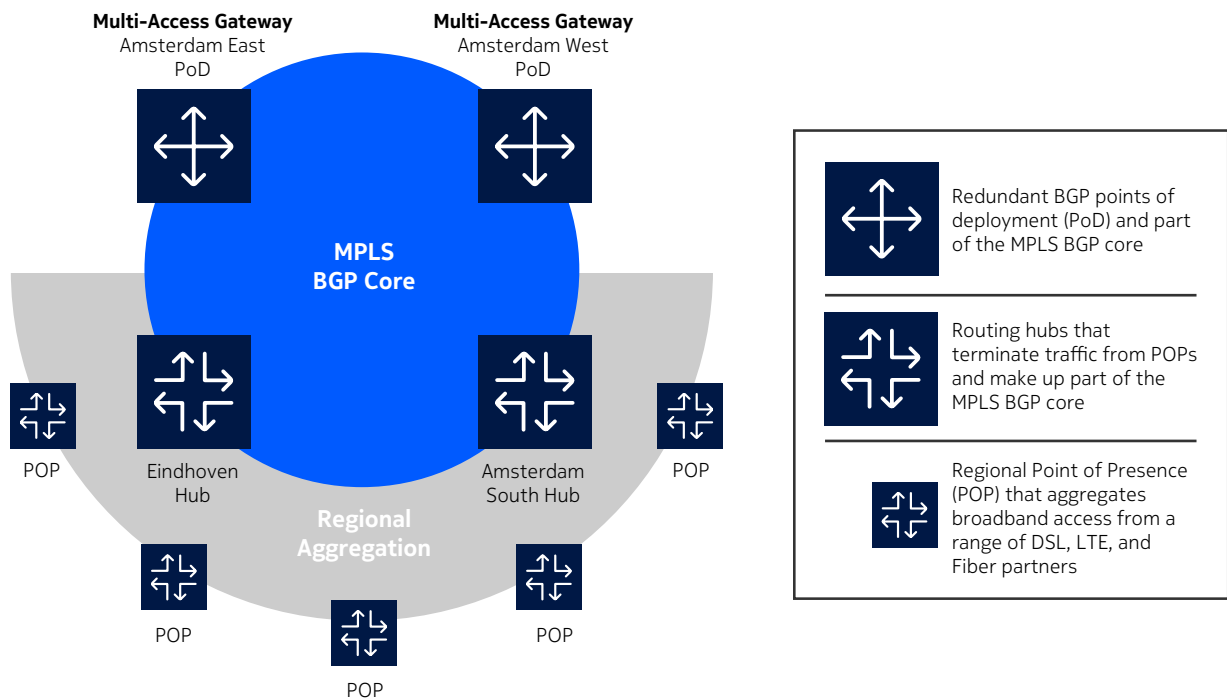 Multi-Access Gateway
Amsterdam East
PoD
Multi-Access Gateway
Amsterdam West
PoD
MPLS
BGP Core
POP
Eindhoven
Hub
Amsterdam
South Hub
POP
Regional
Aggregation
POP
POP
POP
Redundant BGP points of
deployment (PoD) and part
of the MPLS BGP core
Routing hubs that
terminate traffic from POPs
and make up part of the
MPLS BGP core
Regional Point of Presence
(POP) that aggregates
broadband access from a
range of DSL, LTE, and
Fiber partners